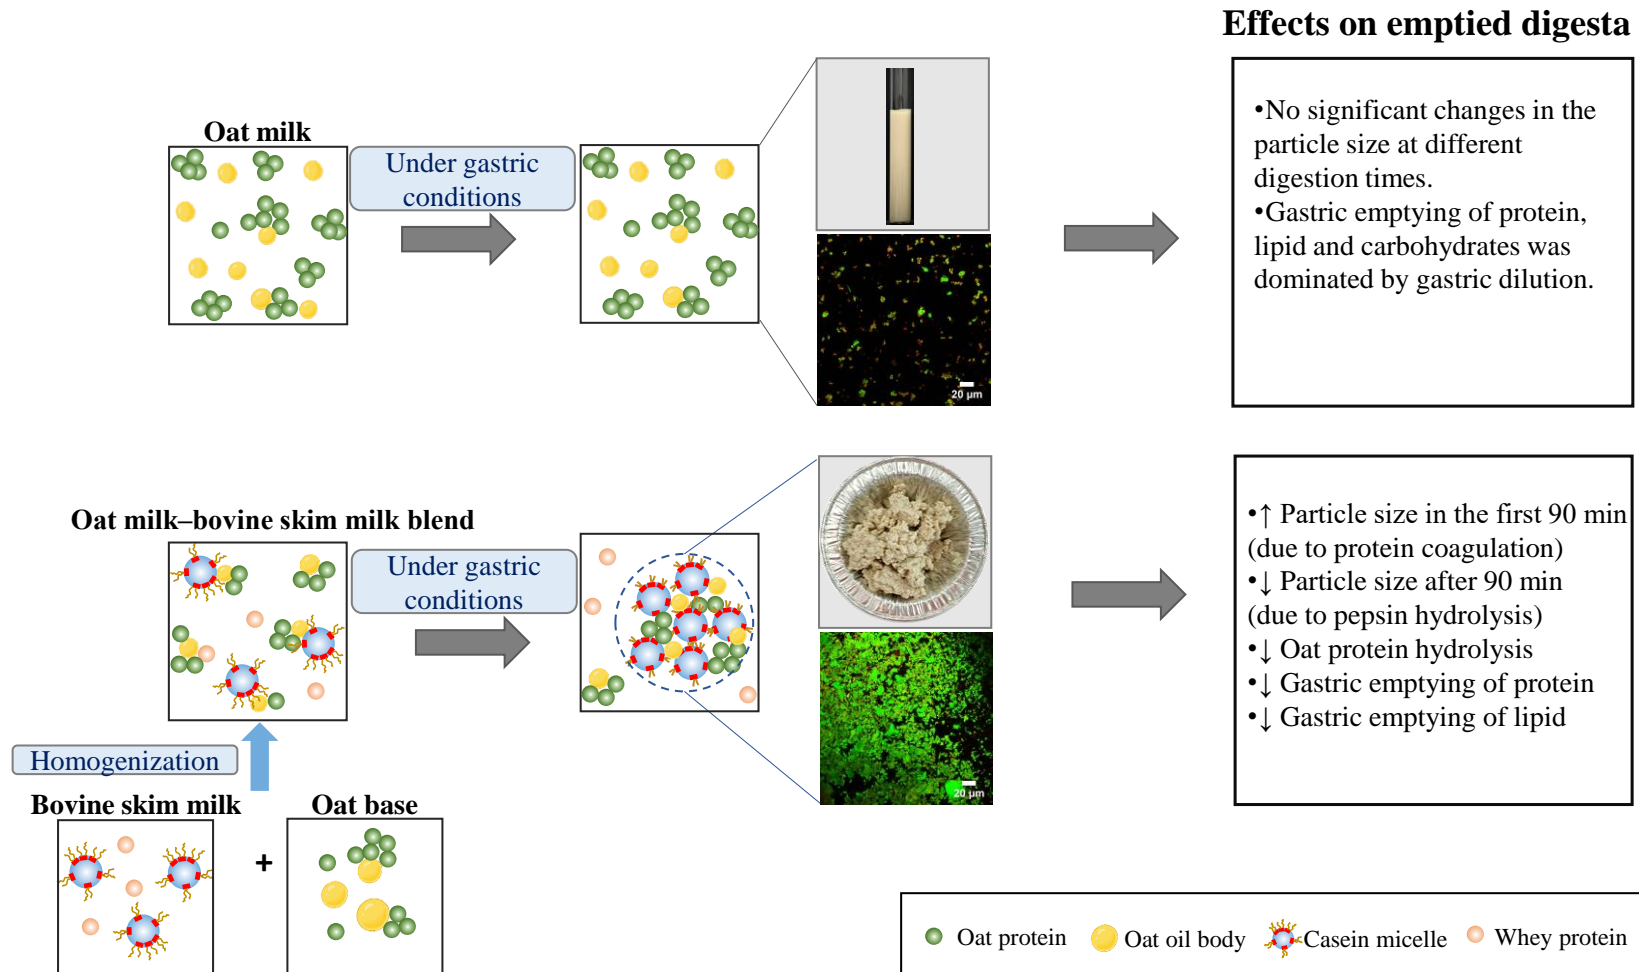 Effects on emptied digesta
Oat milk
Under gastric
conditions
20 µm
•No significant changes in the
particle size at different
digestion times.
•Gastric emptying of protein,
lipid and carbohydrates was
dominated by gastric dilution.
Oat milk–bovine skim milk blend
Under gastric
conditions
20 µm
•↑ Particle size in the first 90 min
(due to protein coagulation)
•↓ Particle size after 90 min
(due to pepsin hydrolysis)
•↓ Oat protein hydrolysis
•↓ Gastric emptying of protein
•↓ Gastric emptying of lipid
Homogenization
Bovine skim milk
+
Oat base
Oat protein
Oat oil body
Casein micelle
Whey protein